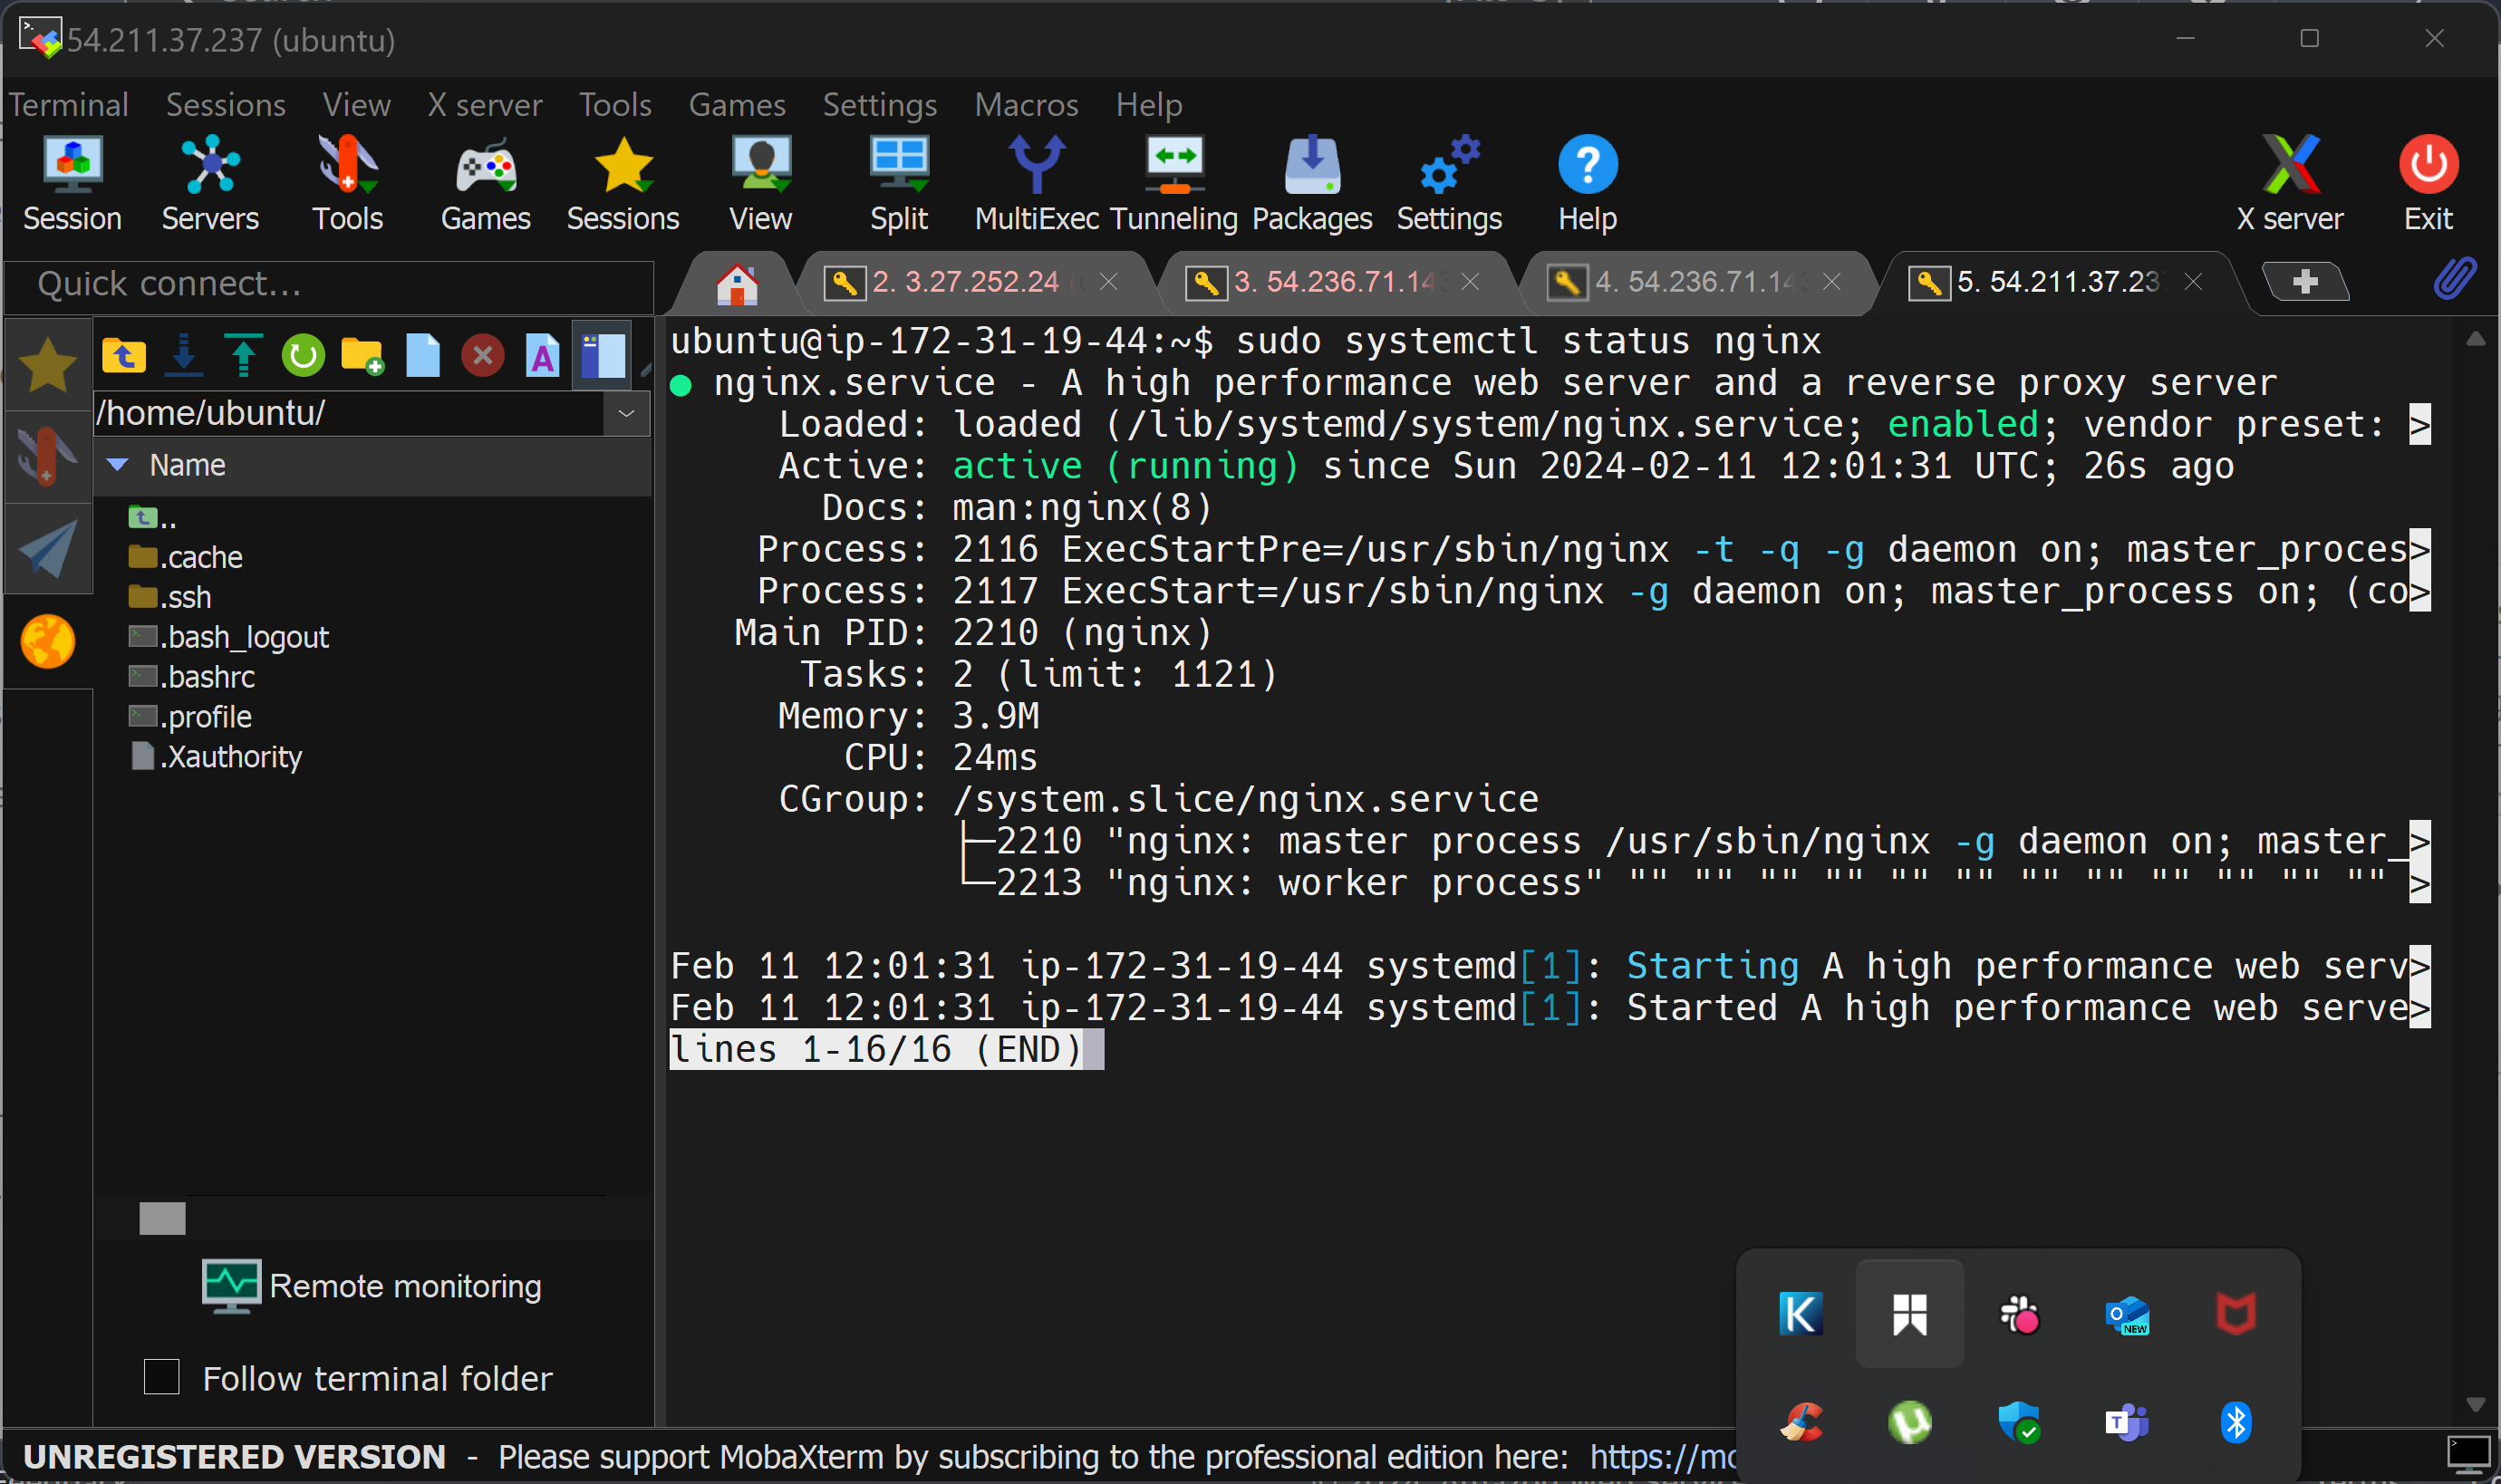 54.211.37.237 (ubuntu)
Terminal Sessions View X server Tools Games Settings Macros Help
Session Servers Tools Games Sessions View Split MultiExec Tunneling Packages Settings Help X server Exit
Quick connect...
2. 3.27.252.24
3. 54.236.71.14
4. 54.236.71.14
5. 54.211.37.23
/home/ubuntu/
Name
..
.cache
.ssh
.bash_logout
.bashrc
.profile
.Xauthority
Remote monitoring
Follow terminal folder
ubuntu@ip-172-31-19-44:~$ sudo systemctl status nginx
● nginx.service - A high performance web server and a reverse proxy server
Loaded: loaded (/lib/systemd/system/nginx.service; enabled; vendor preset: >
Active: active (running) since Sun 2024-02-11 12:01:31 UTC; 26s ago
Docs: man:nginx(8)
Process: 2116 ExecStartPre=/usr/sbin/nginx -t -q -g daemon on; master_proces>
Process: 2117 ExecStart=/usr/sbin/nginx -g daemon on; master_process on; (co>
Main PID: 2210 (nginx)
Tasks: 2 (limit: 1121)
Memory: 3.9M
CPU: 24ms
CGroup: /system.slice/nginx.service
├─2210 "nginx: master process /usr/sbin/nginx -g daemon on; master_>
└─2213 "nginx: worker process" "" "" "" "" "" "" "" "" "" "" "" "" >
Feb 11 12:01:31 ip-172-31-19-44 systemd[1]: Starting A high performance web serv>
Feb 11 12:01:31 ip-172-31-19-44 systemd[1]: Started A high performance web serve>
lines 1-16/16 (END)
NEW
UNREGISTERED VERSION - Please support MobaXterm by subscribing to the professional edition here: https://mo